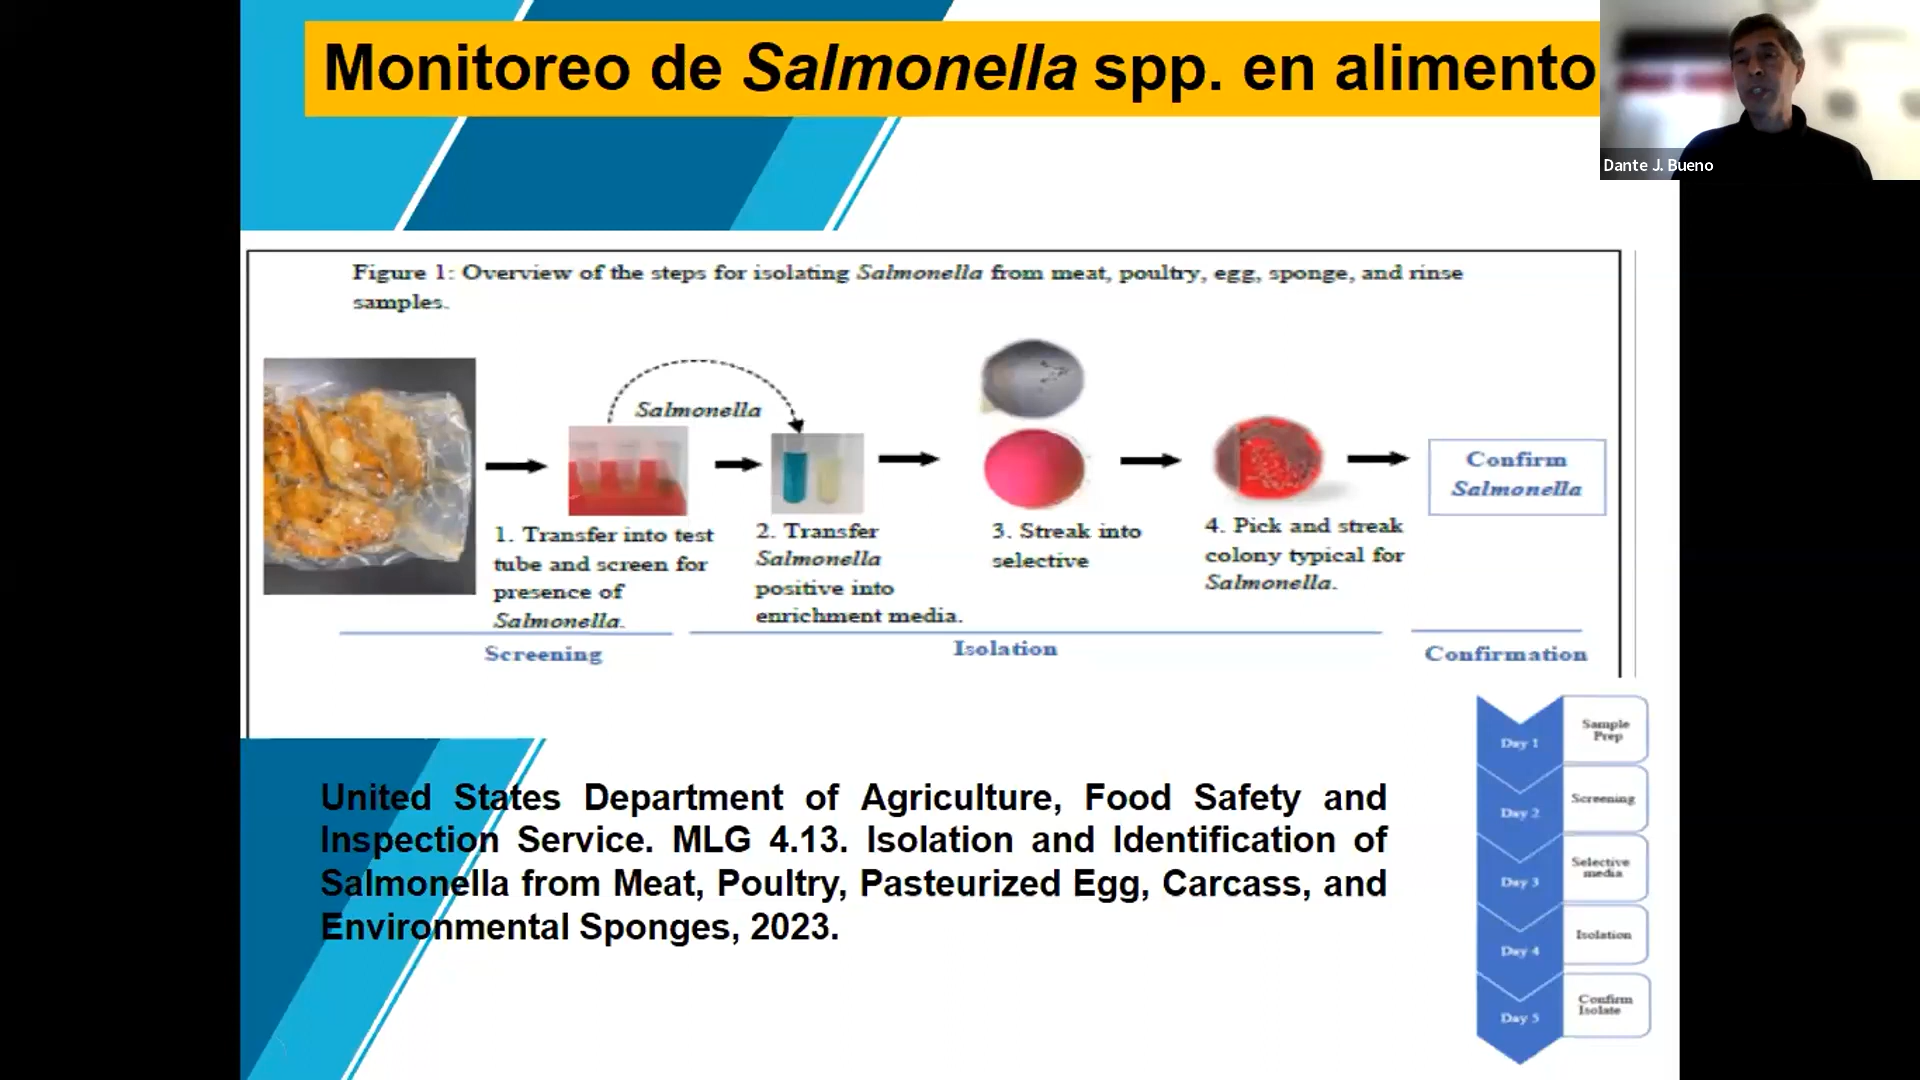 Monitoreo de Salmonella spp. en alimento
Dante J. Bueno
Figure 1: Overview of the steps for isolating Salmonella from meat, poultry, egg, sponge, and rinse
samples.
Salmonella
1. Transfer into test
tube and screen for
presence of
Salmonella.
2. Transfer
Salmonella
positive into
enrichment media.
3. Streak into
selective
4. Pick and streak
colony typical for
Salmonella.
Confirm
Salmonella
Screening
Isolation
Confirmation
Day 1
Sample
Prep
Day 2
Screening
Day 3
Selective
media
Day 4
Isolation
Day 5
Confirm
Isolate
United States Department of Agriculture, Food Safety and
Inspection Service. MLG 4.13. Isolation and Identification of
Salmonella from Meat, Poultry, Pasteurized Egg, Carcass, and
Environmental Sponges, 2023.